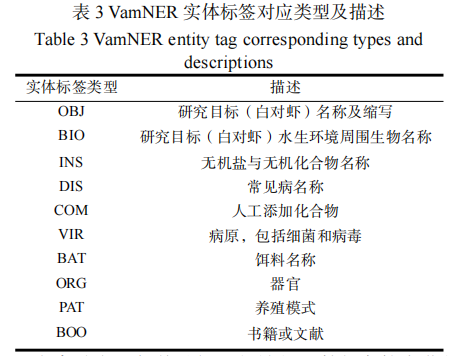 表 3 VamNER 实体标签对应类型及描述
Table 3 VamNER entity tag corresponding types and
descriptions
实体标签类型 描述
OBJ 研究目标（白对虾）名称及缩写
BIO 研究目标（白对虾）水生环境周围生物名称
INS 无机盐与无机化合物名称
DIS 常见病名称
COM 人工添加化合物
VIR 病原，包括细菌和病毒
BAT 饵料名称
ORG 器官
PAT 养殖模式
BOO 书籍或文献